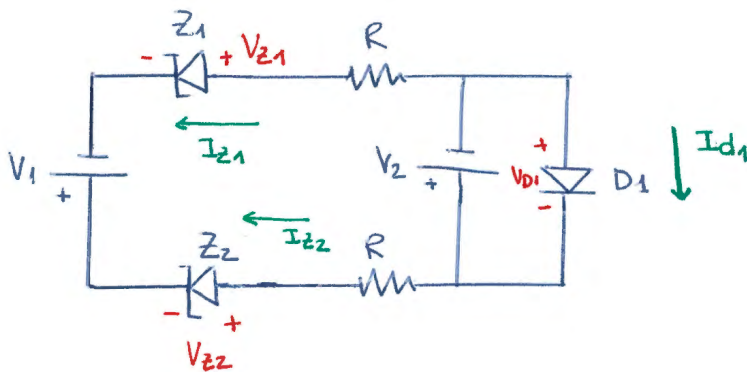 Z1
- + VZ1
R
IZ1
V1
+
V2
+
+
VD1
-
D1
Id1
IZ2
Z2
R
- +
VZ2